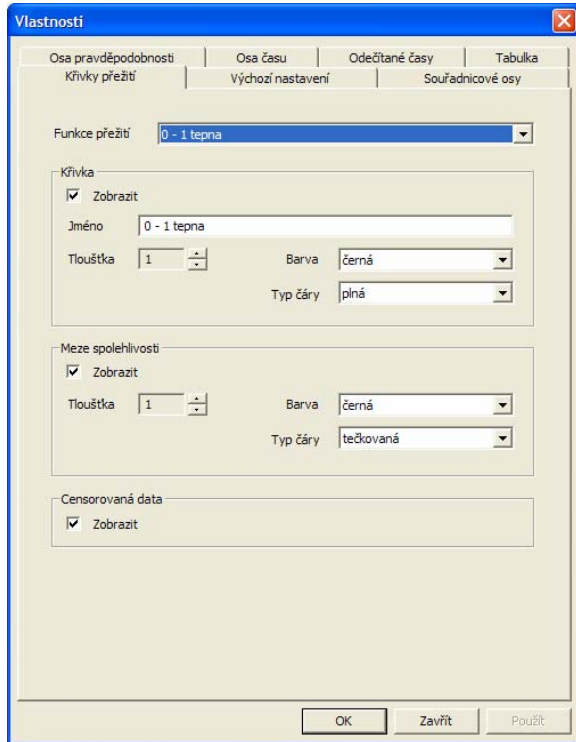 Vlastnosti
Osa pravděpodobnosti Osa času Odečítané časy Tabulka
Křivky přežití Výchozí nastavení Souřadnicové osy
Funkce přežití 0 - 1 tepna
Křivka
Zobrazit
Jméno 0 - 1 tepna
Tloušťka 1 Barva černá
Typ čáry plná
Meze spolehlivosti
Zobrazit
Tloušťka 1 Barva černá
Typ čáry tečkovaná
Censorovaná data
Zobrazit
OK Zavřít Použít